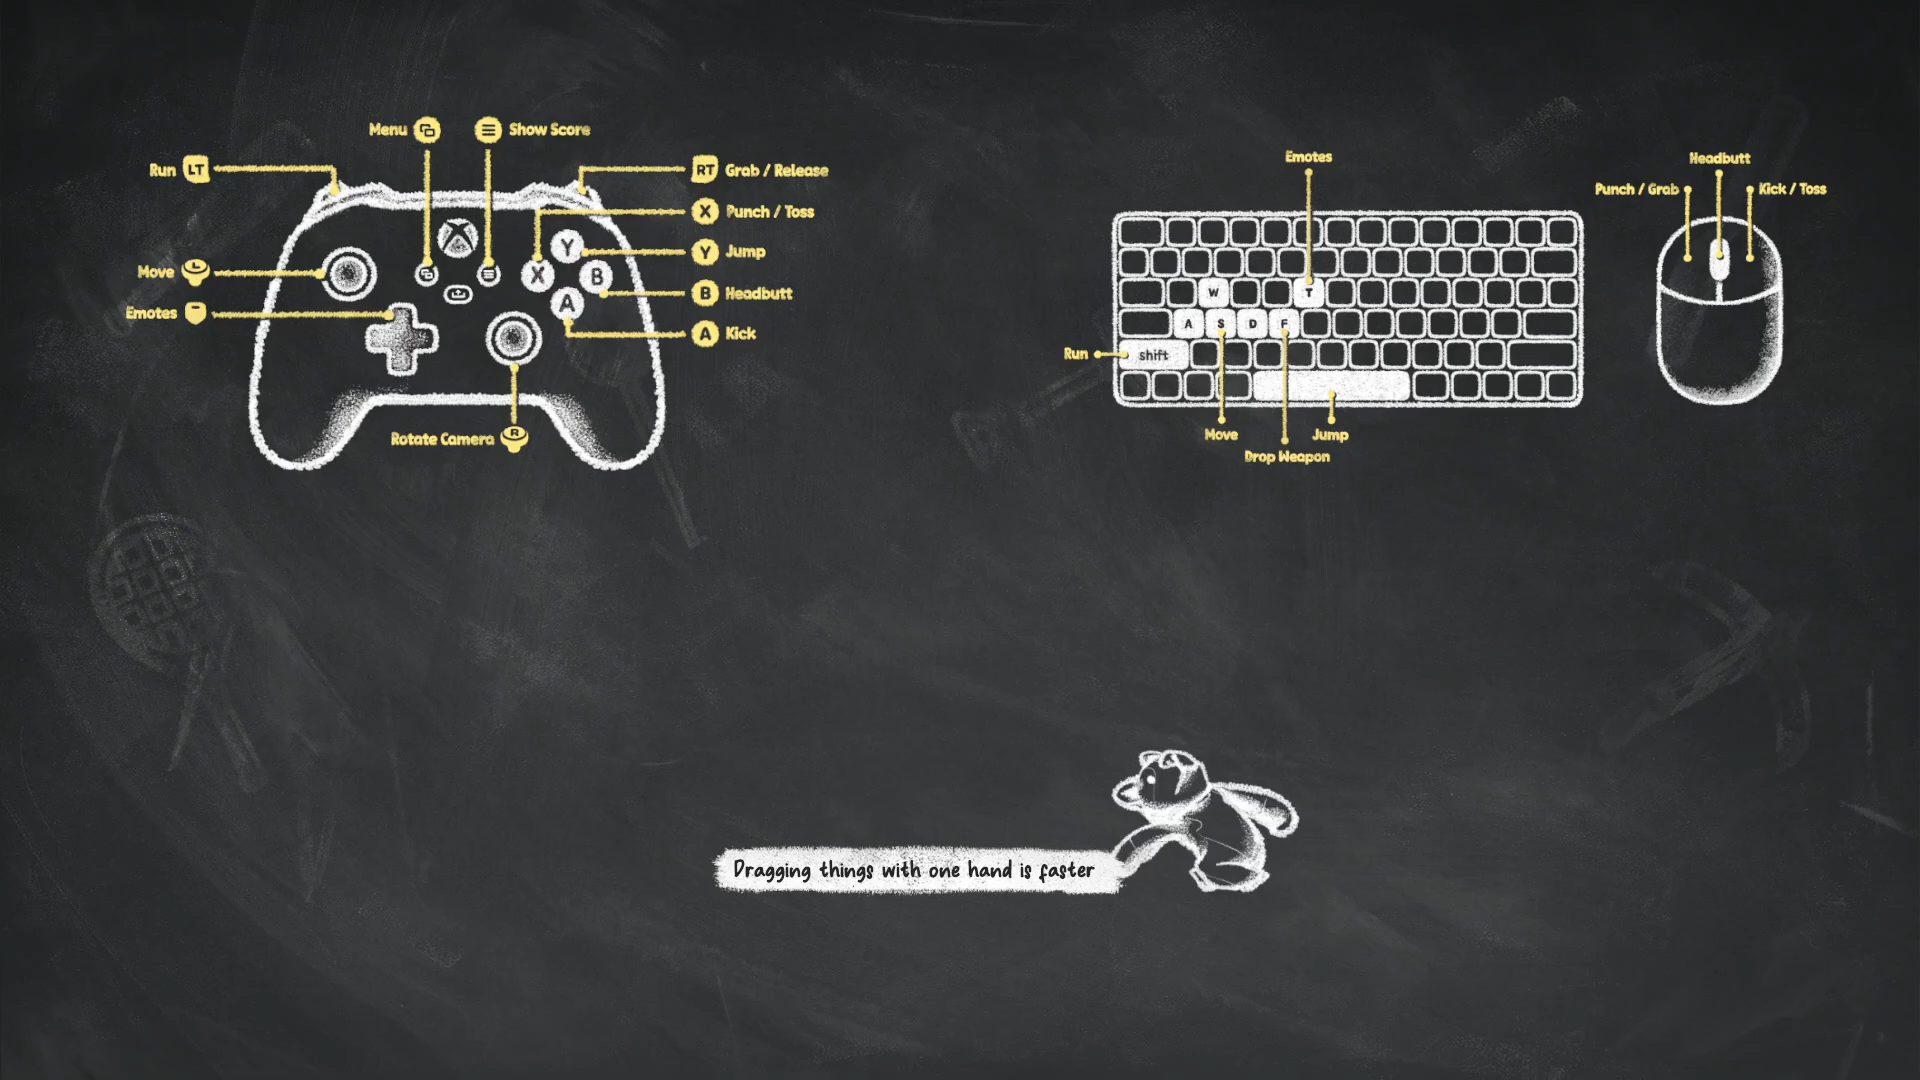 Menu
Show Score
Run LT
RT Grab / Release
X Punch / Toss
Y Jump
B Headbutt
A Kick
Move L
Emotes
Y
X
B
A
Rotate Camera R
Emotes
W
T
A
S
D
F
Run
shift
Move
Jump
Drop Weapon
Headbutt
Punch / Grab
Kick / Toss
Dragging things with one hand is faster